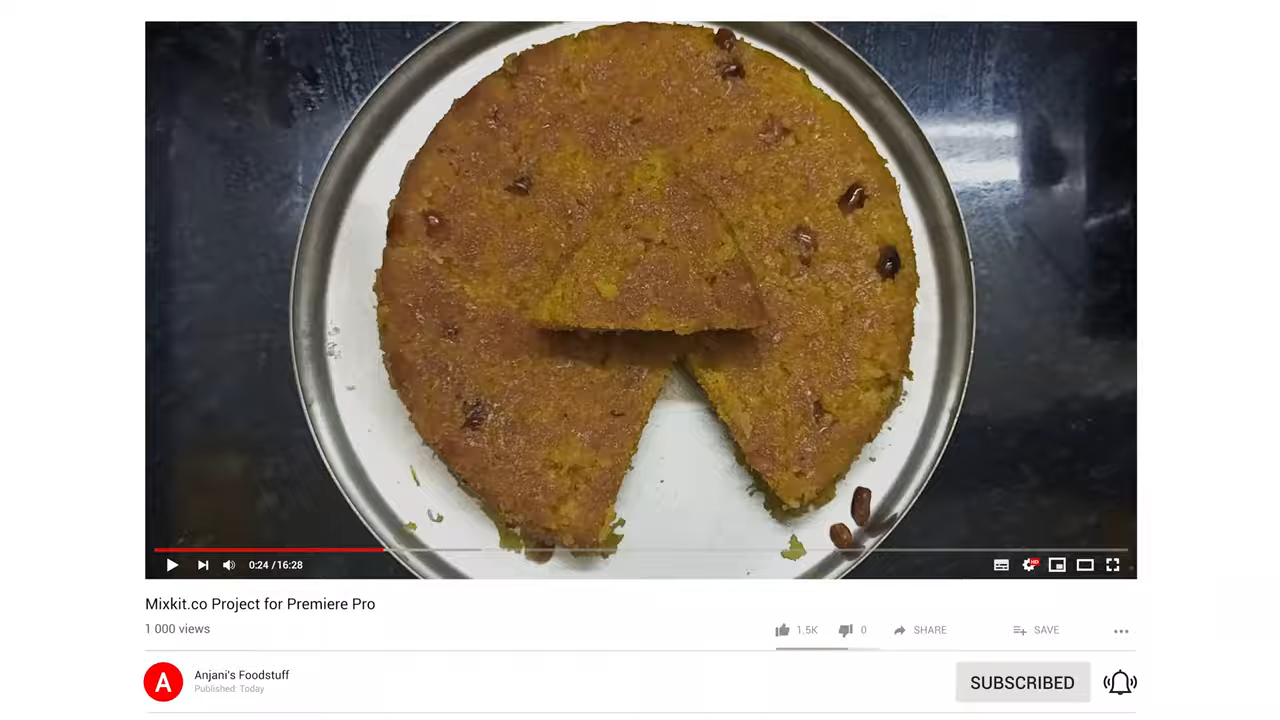 0:24 / 16:28
HD
Mixkit.co Project for Premiere Pro
1 000 views
1.5K
0
SHARE
SAVE
A
Anjani's Foodstuff
Published: Today
SUBSCRIBED